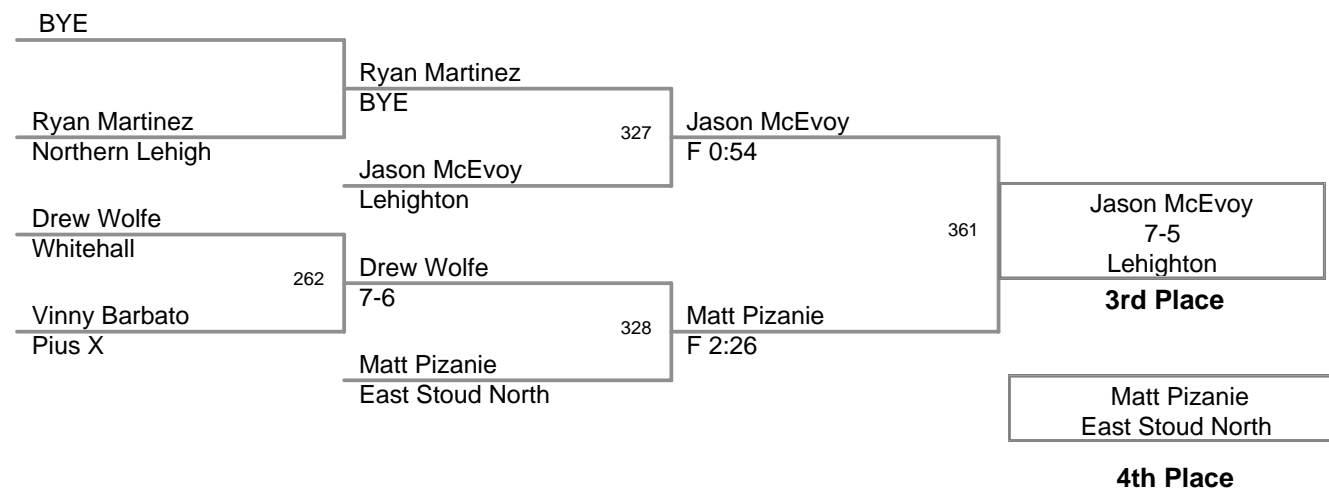 BYE
Ryan Martinez
BYE
Ryan Martinez
Northern Lehigh
327
Jason McEvoy
F 0:54
Jason McEvoy
Lehighton
Drew Wolfe
Whitehall
262
Drew Wolfe
7-6
Vinny Barbato
Pius X
328
Matt Pizanie
F 2:26
Matt Pizanie
East Stoud North
361
Jason McEvoy
7-5
Lehighton
3rd Place
Matt Pizanie
East Stoud North
4th Place